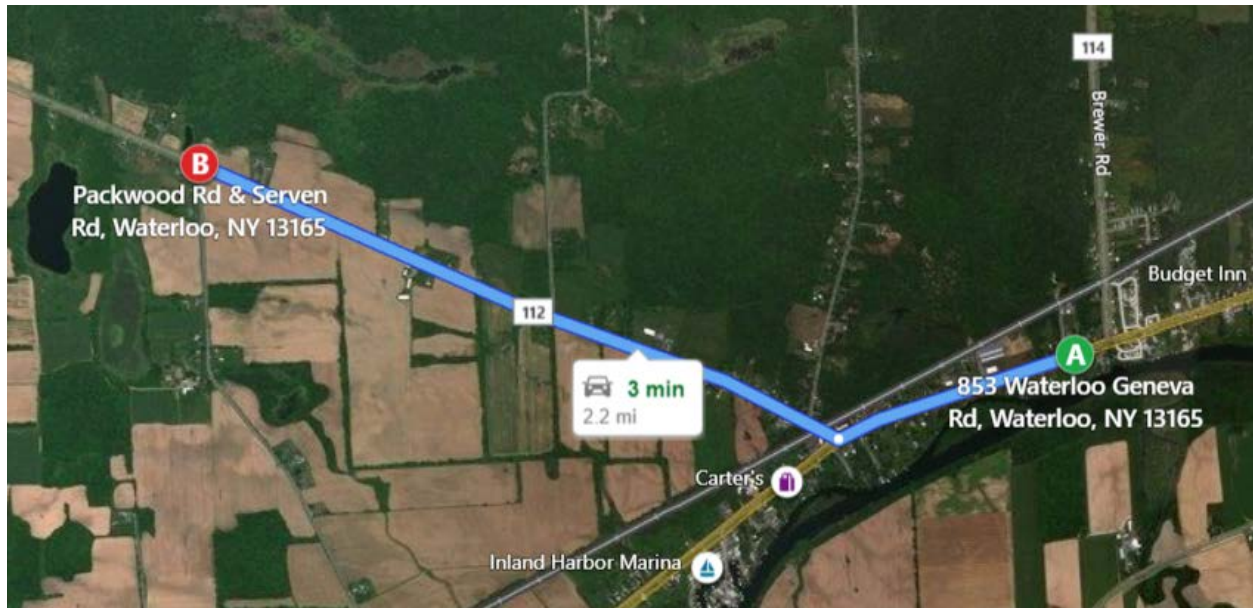 114
Brewer Rd
B
Packwood Rd & Serven
Rd, Waterloo, NY 13165
Budget Inn
112
A
3 min
2.2 mi
853 Waterloo Geneva
Rd, Waterloo, NY 13165
Carter's
Inland Harbor Marina